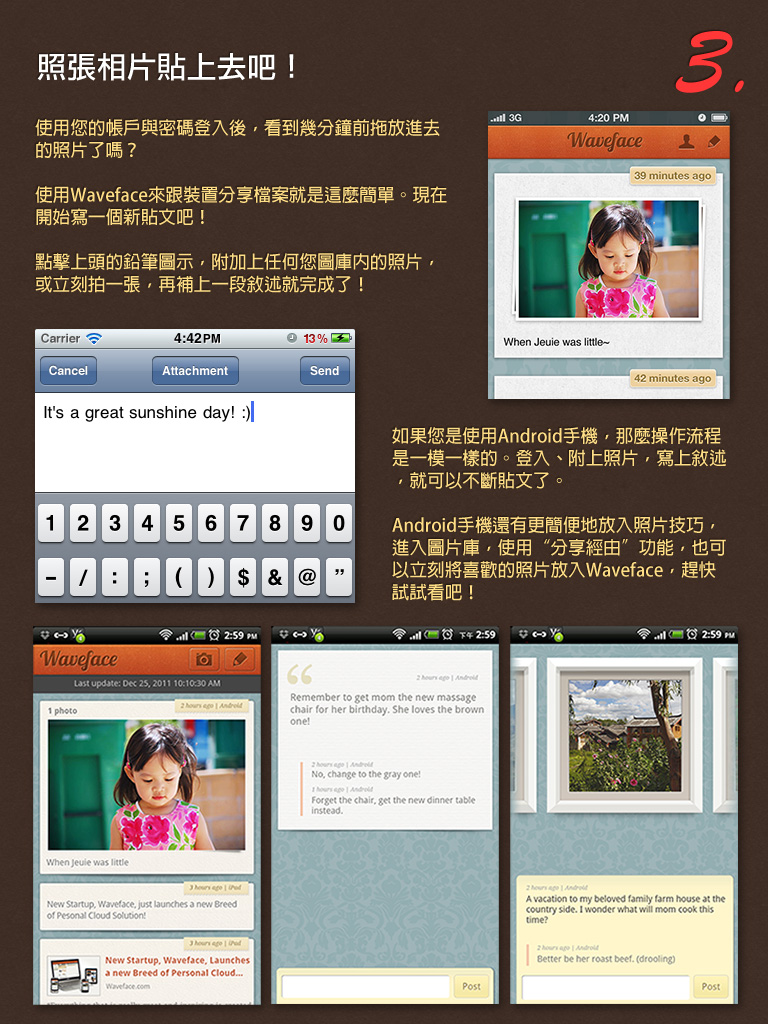 照張相片貼上去吧！
3.
使用您的帳戶與密碼登入後，看到幾分鐘前拖放進去
的照片了嗎？
使用Waveface來跟裝置分享檔案就是這麼簡單。現在
開始寫一個新貼文吧！
點擊上頭的鉛筆圖示，附加上任何您圖庫內的照片，
或立刻拍一張，再補上一段敘述就完成了！
3G 4:20 PM
Waveface
39 minutes ago
When Jeuie was little~
42 minutes ago
Carrier 4:42 PM 13%
Cancel Attachment Send
It's a great sunshine day! :)
1 2 3 4 5 6 7 8 9 0
– / : ; ( ) $ & @ ”
如果您是使用Android手機，那麼操作流程
是一模一樣的。登入、附上照片，寫上敘述
，就可以不斷貼文了。
Android手機還有更簡便地放入照片技巧，
進入圖片庫，使用“分享經由”功能，也可
以立刻將喜歡的照片放入Waveface，趕快
試試看吧！
2:59 PM
Waveface
Last update: Dec 25, 2011 10:10:30 AM
2 hours ago | Android
1 photo
When Jeuie was little
3 hours ago | iPad
New Startup, Waveface, just launches a new Breed
of Pesonal Cloud Solution!
3 hours ago | iPad
New Startup, Waveface, Launches
a new Breed of Personal Cloud...
Waveface.com
下午 2:59
2 hours ago | Android
Remember to get mom the new massage
chair for her birthday. She loves the brown
one!
2 hours ago | Android
No, change to the gray one!
1 hours ago | Android
Forget the chair, get the new dinner table
instead.
Post
2:59 PM
2 hours ago | Android
A vacation to my beloved family farm house at the
country side. I wonder what will mom cook this
time?
2 hours ago | Android
Better be her roast beef. (drooling)
Post